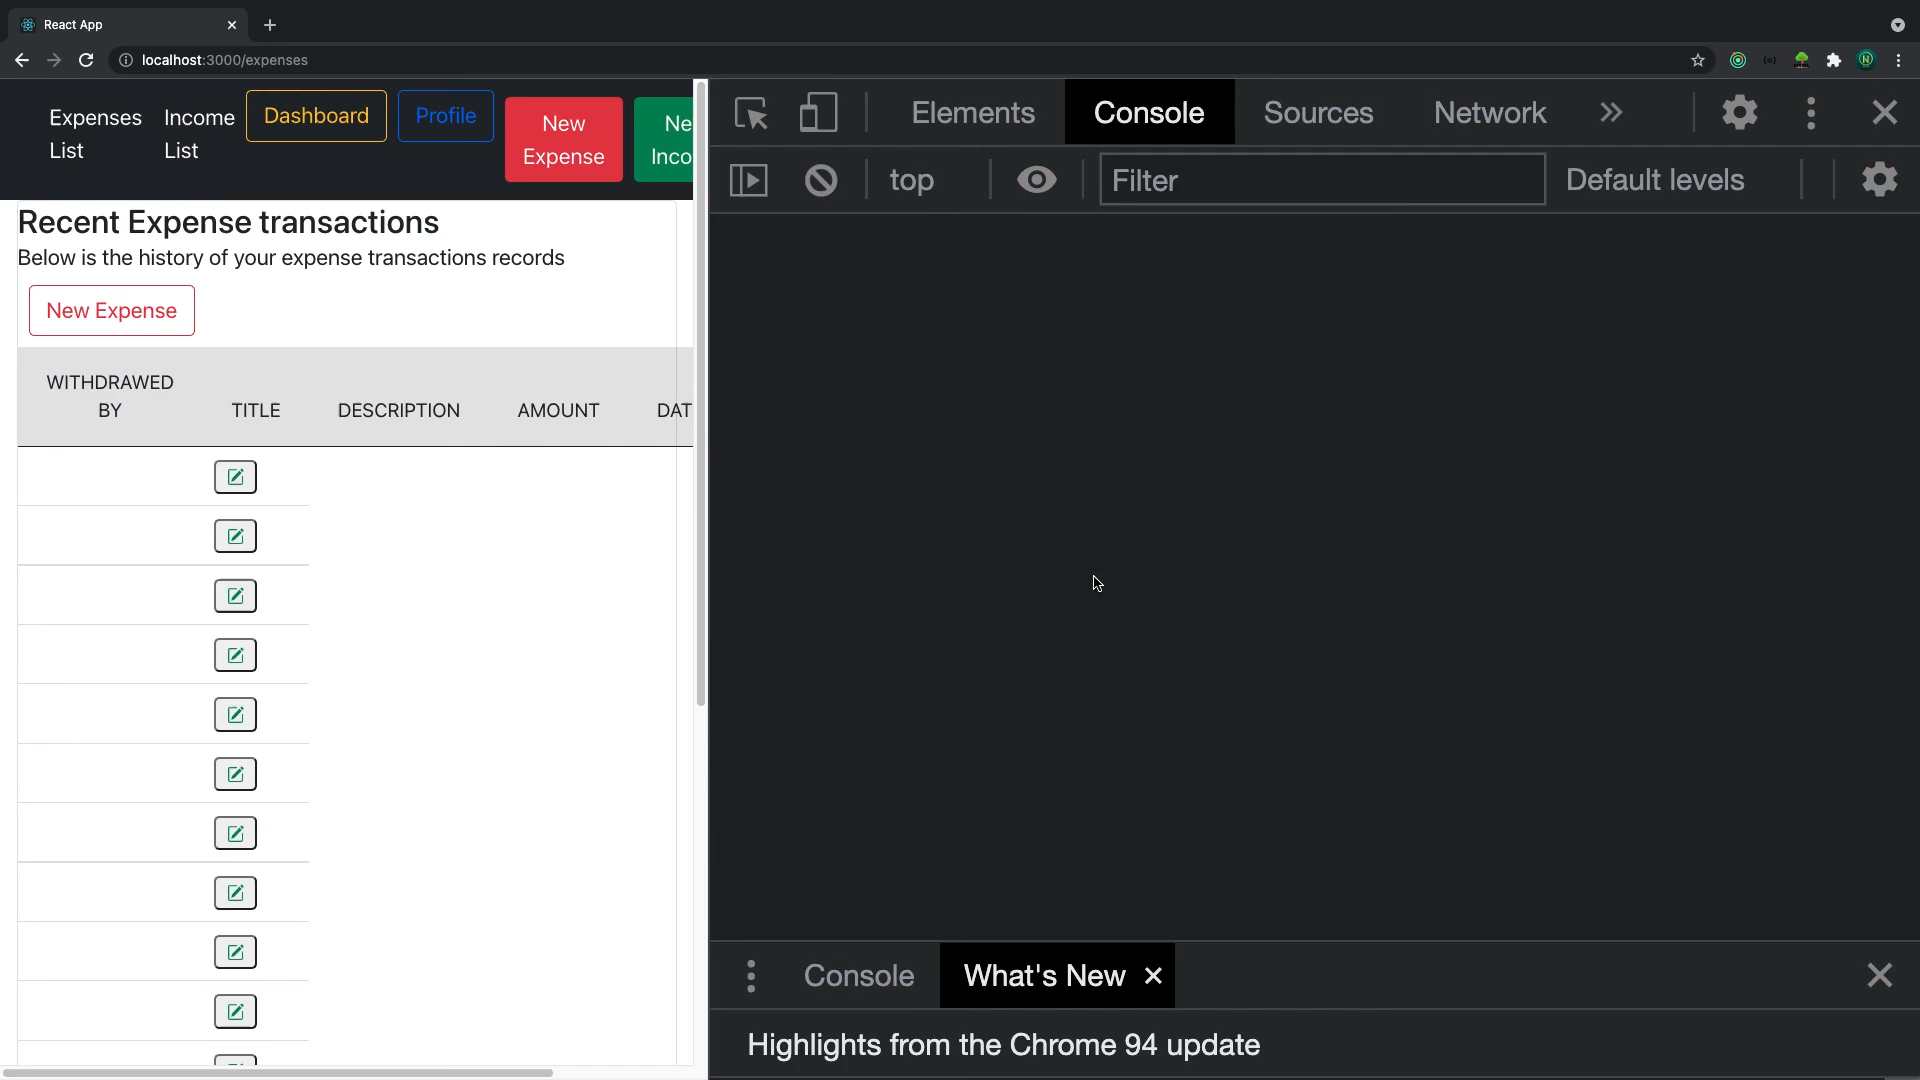 React App
localhost:3000/expenses
Expenses List
Income List
Dashboard
Profile
New Expense
Ne
Inco
Elements
Console
Sources
Network
top
Filter
Default levels
Recent Expense transactions
Below is the history of your expense transactions records
New Expense
WITHDRAWED BY
TITLE
DESCRIPTION
AMOUNT
DAT
Console
What's New
Highlights from the Chrome 94 update